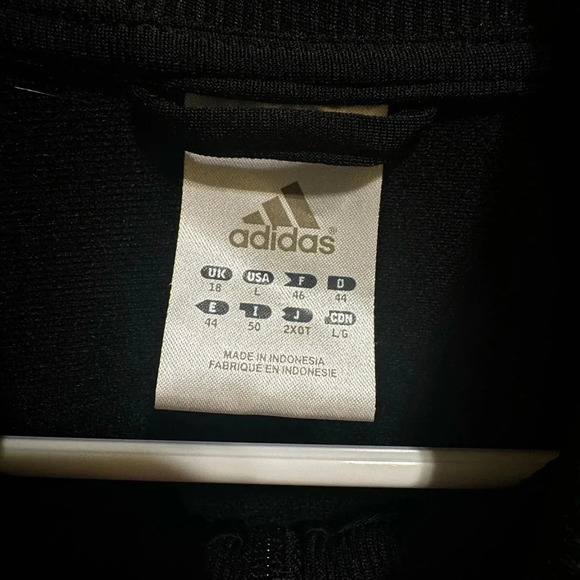 adidas®
UK USA F D
18 L 46 44
E I J CDN
44 50 2XOT L/G
MADE IN INDONESIA
FABRIQUE EN INDONESIE